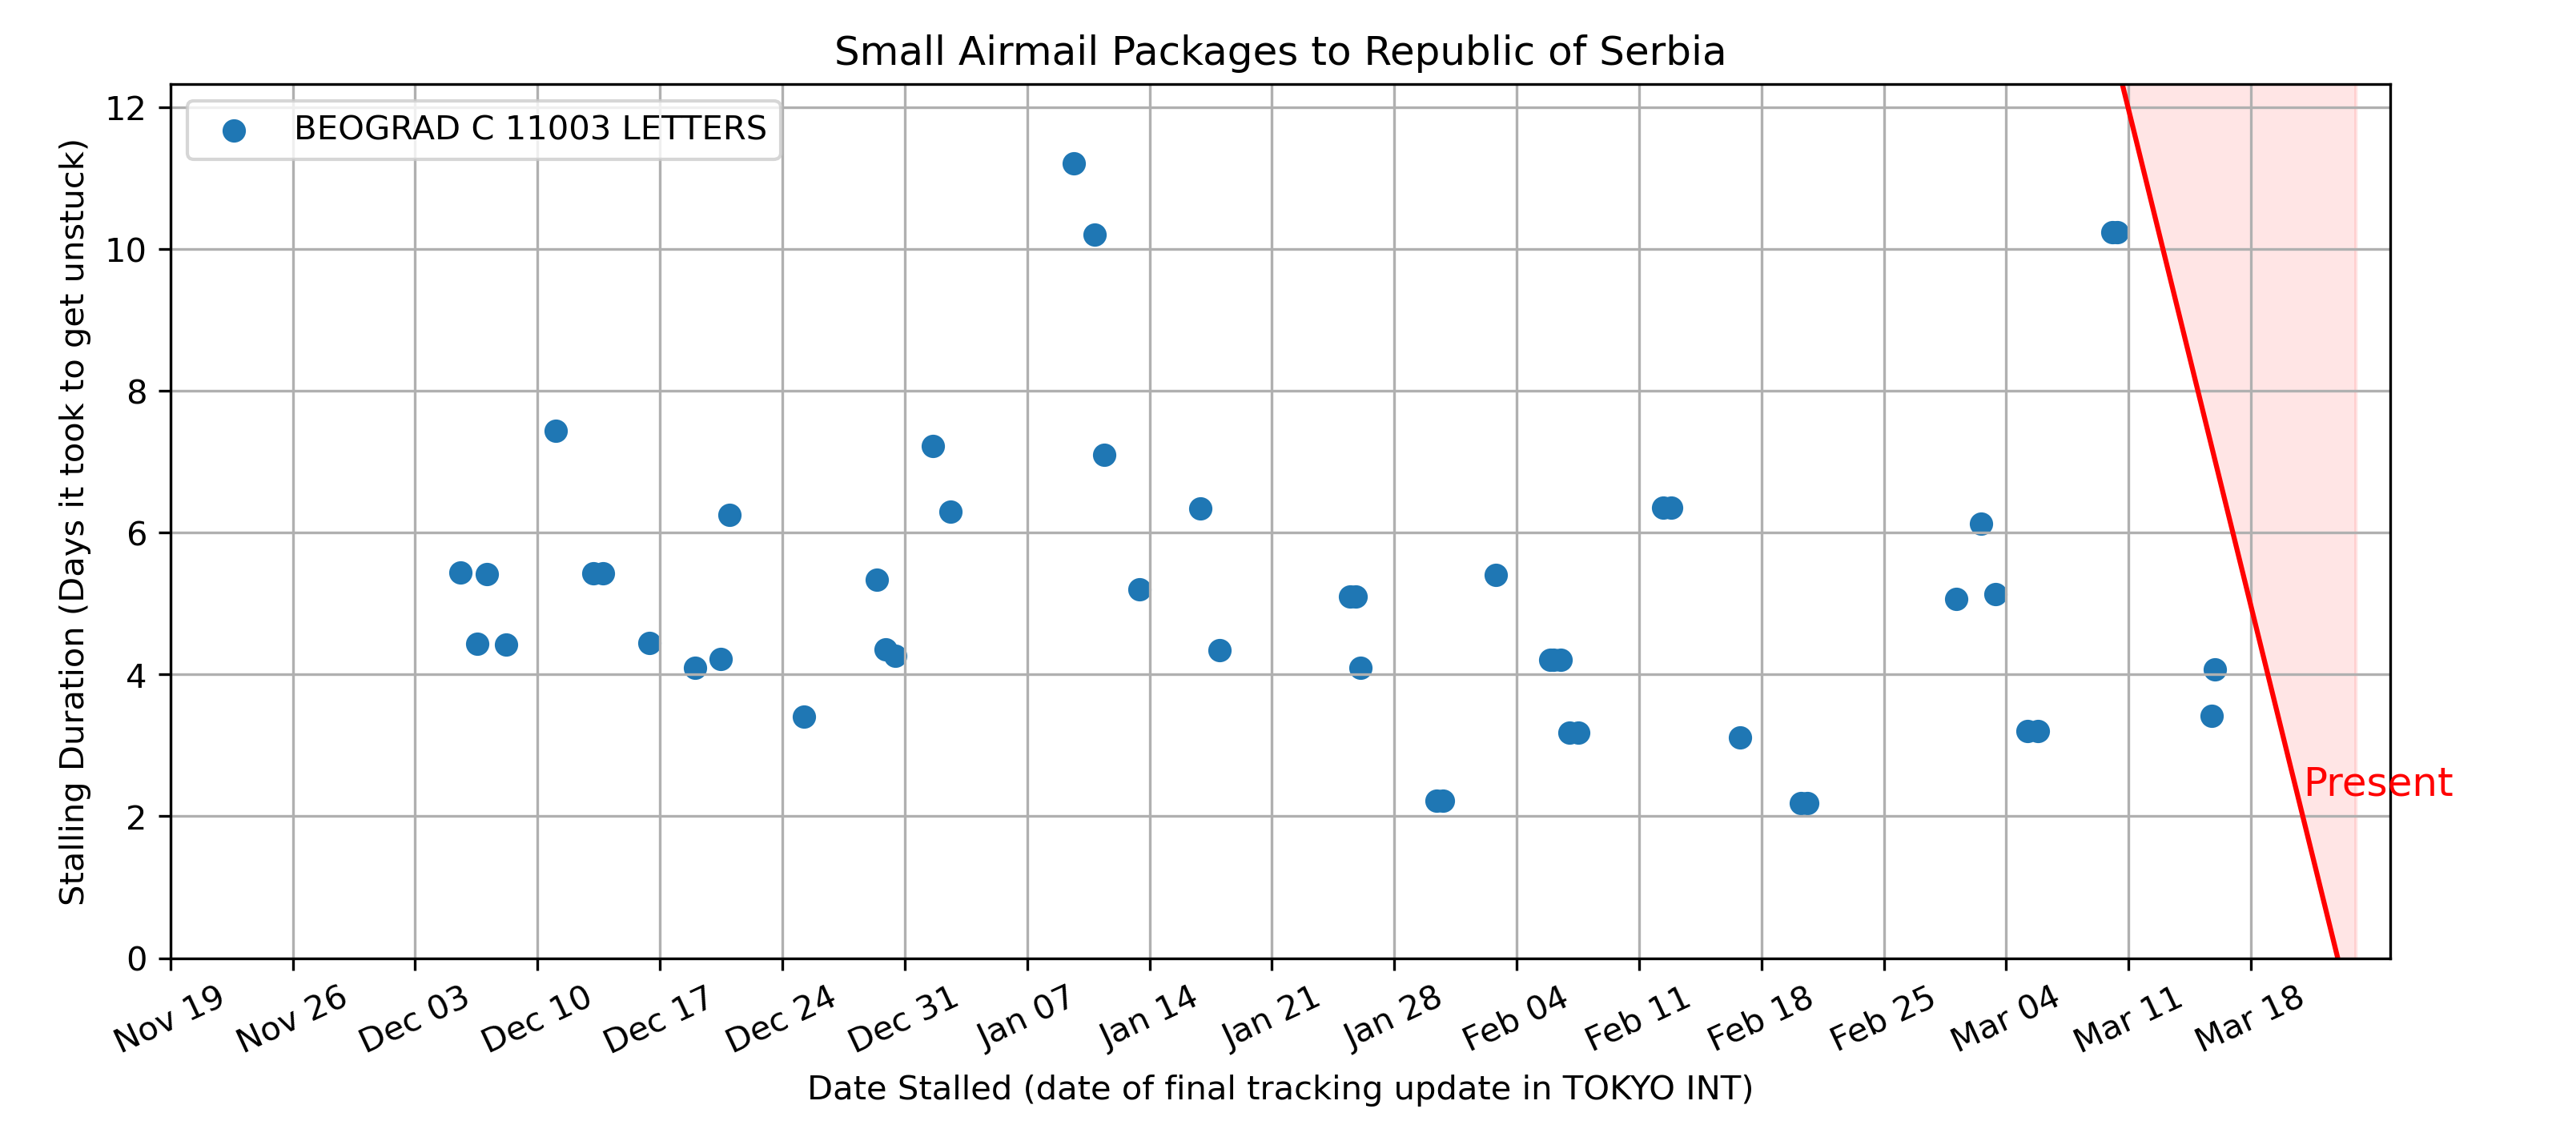 Small Airmail Packages to Republic of Serbia
BEOGRAD C 11003 LETTERS
Stalling Duration (Days it took to get unstuck)
12
10
8
6
4
2
0
Present
Nov 19
Nov 26
Dec 03
Dec 10
Dec 17
Dec 24
Dec 31
Jan 07
Jan 14
Jan 21
Jan 28
Feb 04
Feb 11
Feb 18
Feb 25
Mar 04
Mar 11
Mar 18
Date Stalled (date of final tracking update in TOKYO INT)